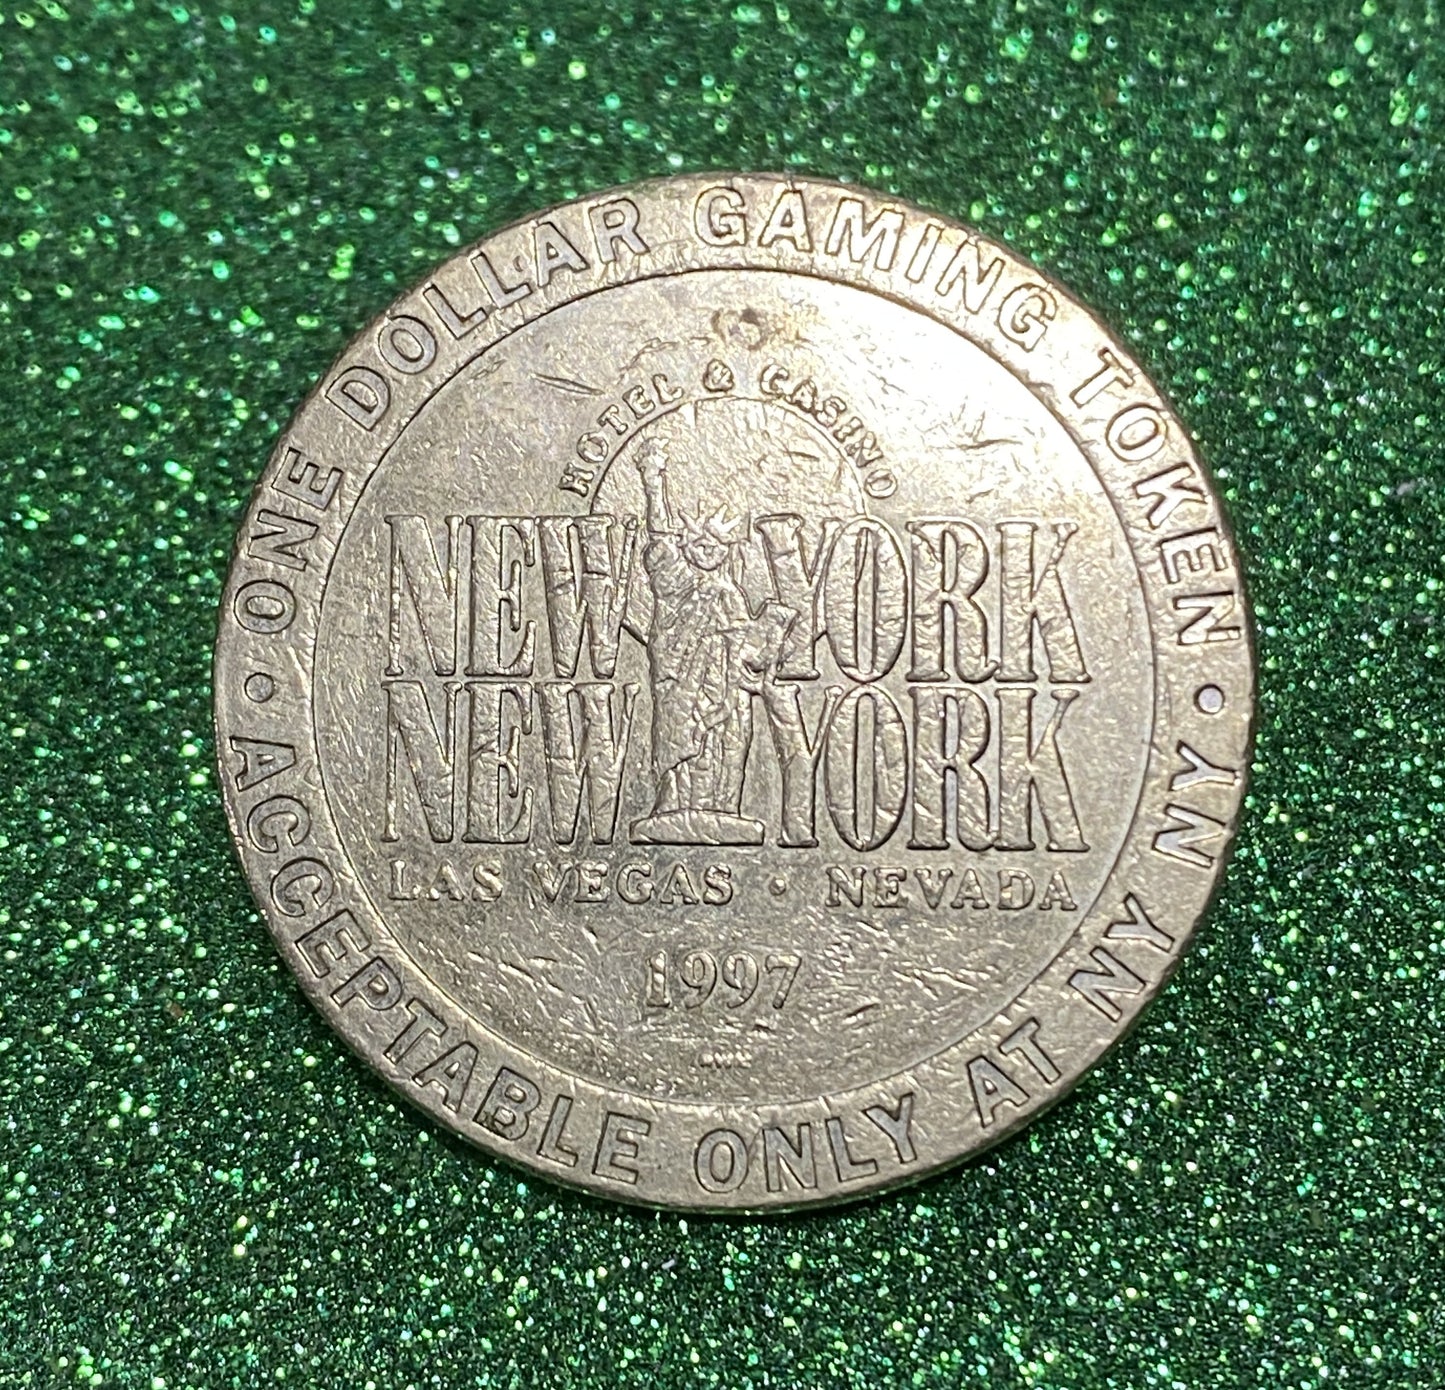 ONE DOLLAR GAMING TOKEN
HOTEL & CASINO
NEW YORK
NEW YORK
LAS VEGAS • NEVADA
1997
• ACCEPTABLE ONLY AT NY NY •